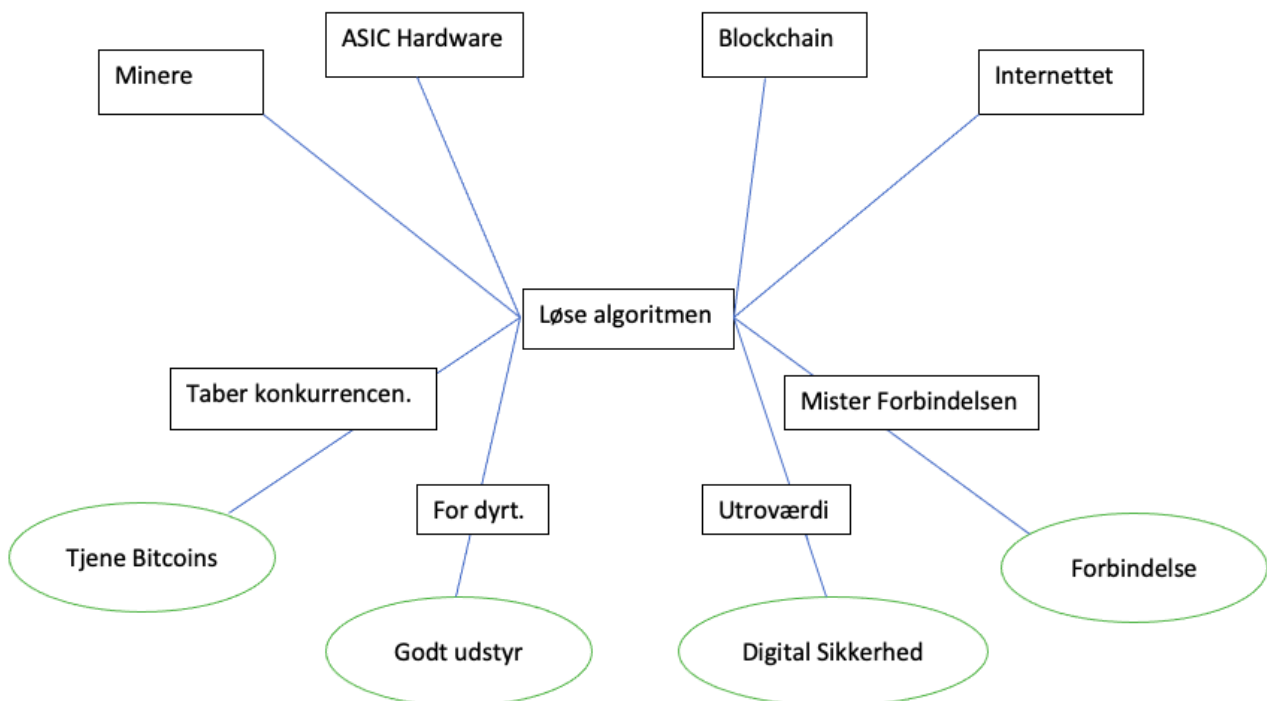 ASIC Hardware
Blockchain
Minere
Internettet
Løse algoritmen
Taber konkurrencen.
Mister Forbindelsen
For dyrt.
Utroværdi
Tjene Bitcoins
Forbindelse
Godt udstyr
Digital Sikkerhed